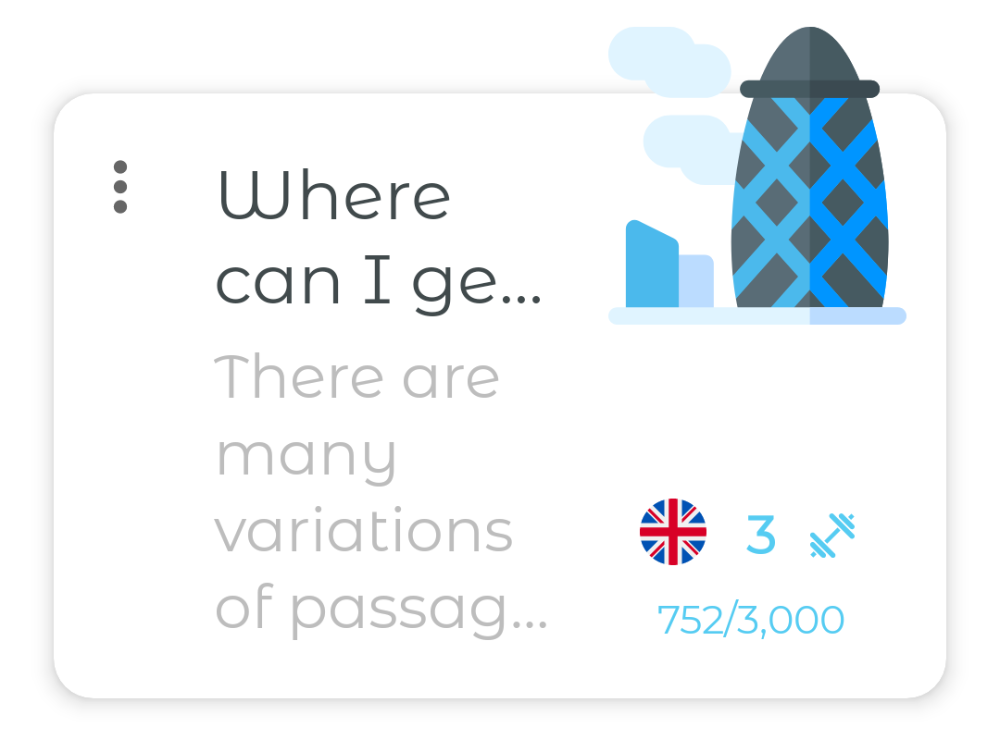 Where
can I ge...
There are
many
variations
of passag...
3
752/3,000